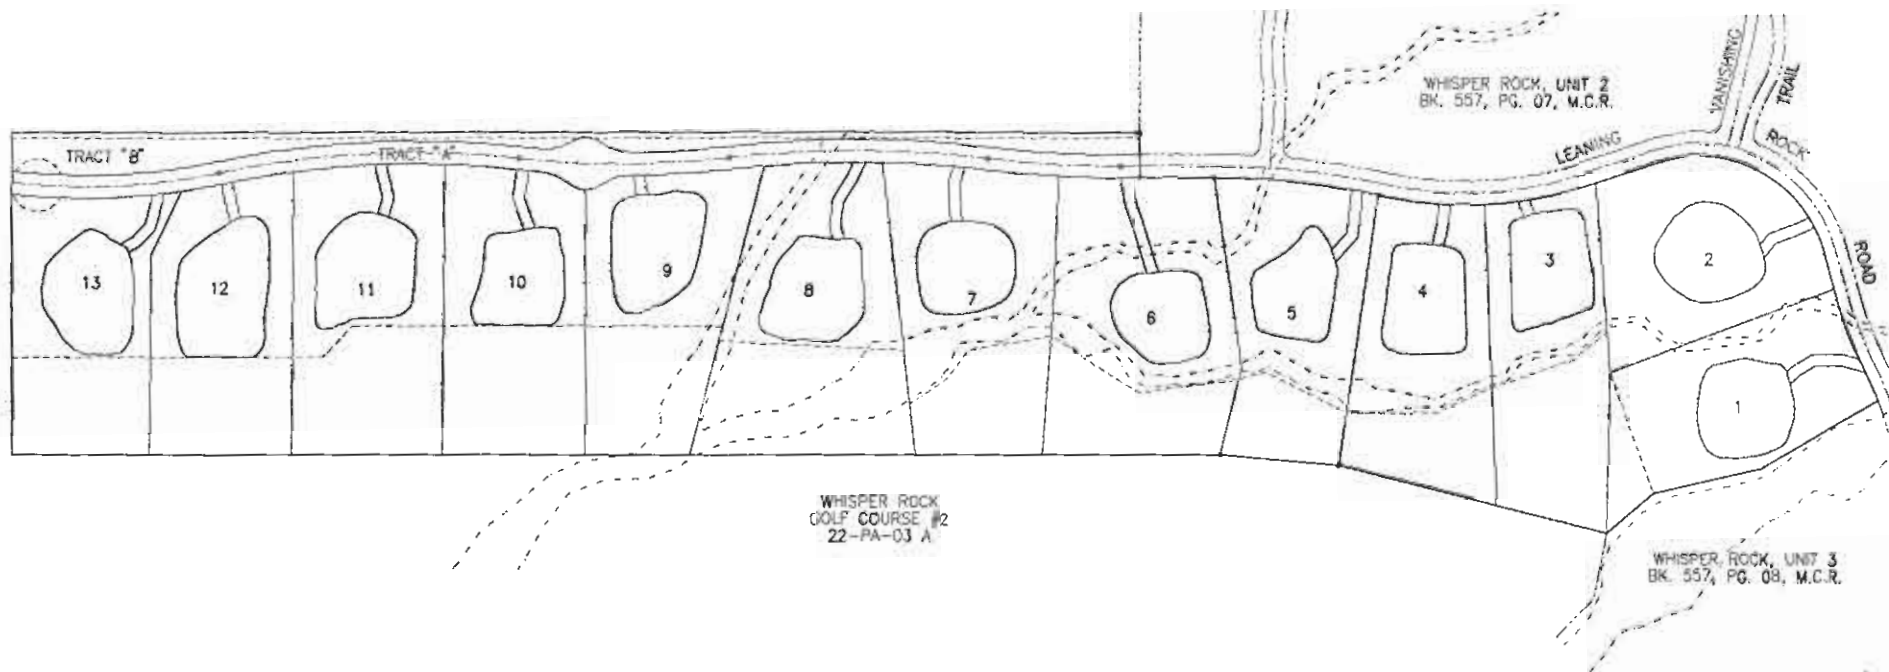 WHISPER ROCK, UNIT 2
BK. 557, PG. 07, M.C.R.
VANISHING
TRAIL
LEANING
ROCK
ROAD
TRACT "B"
TRACT "A"
13
12
11
10
9
8
7
6
5
4
3
2
1
WHISPER ROCK
GOLF COURSE #2
22-PA-03 A
WHISPER ROCK, UNIT 3
BK. 557, PG. 08, M.C.R.